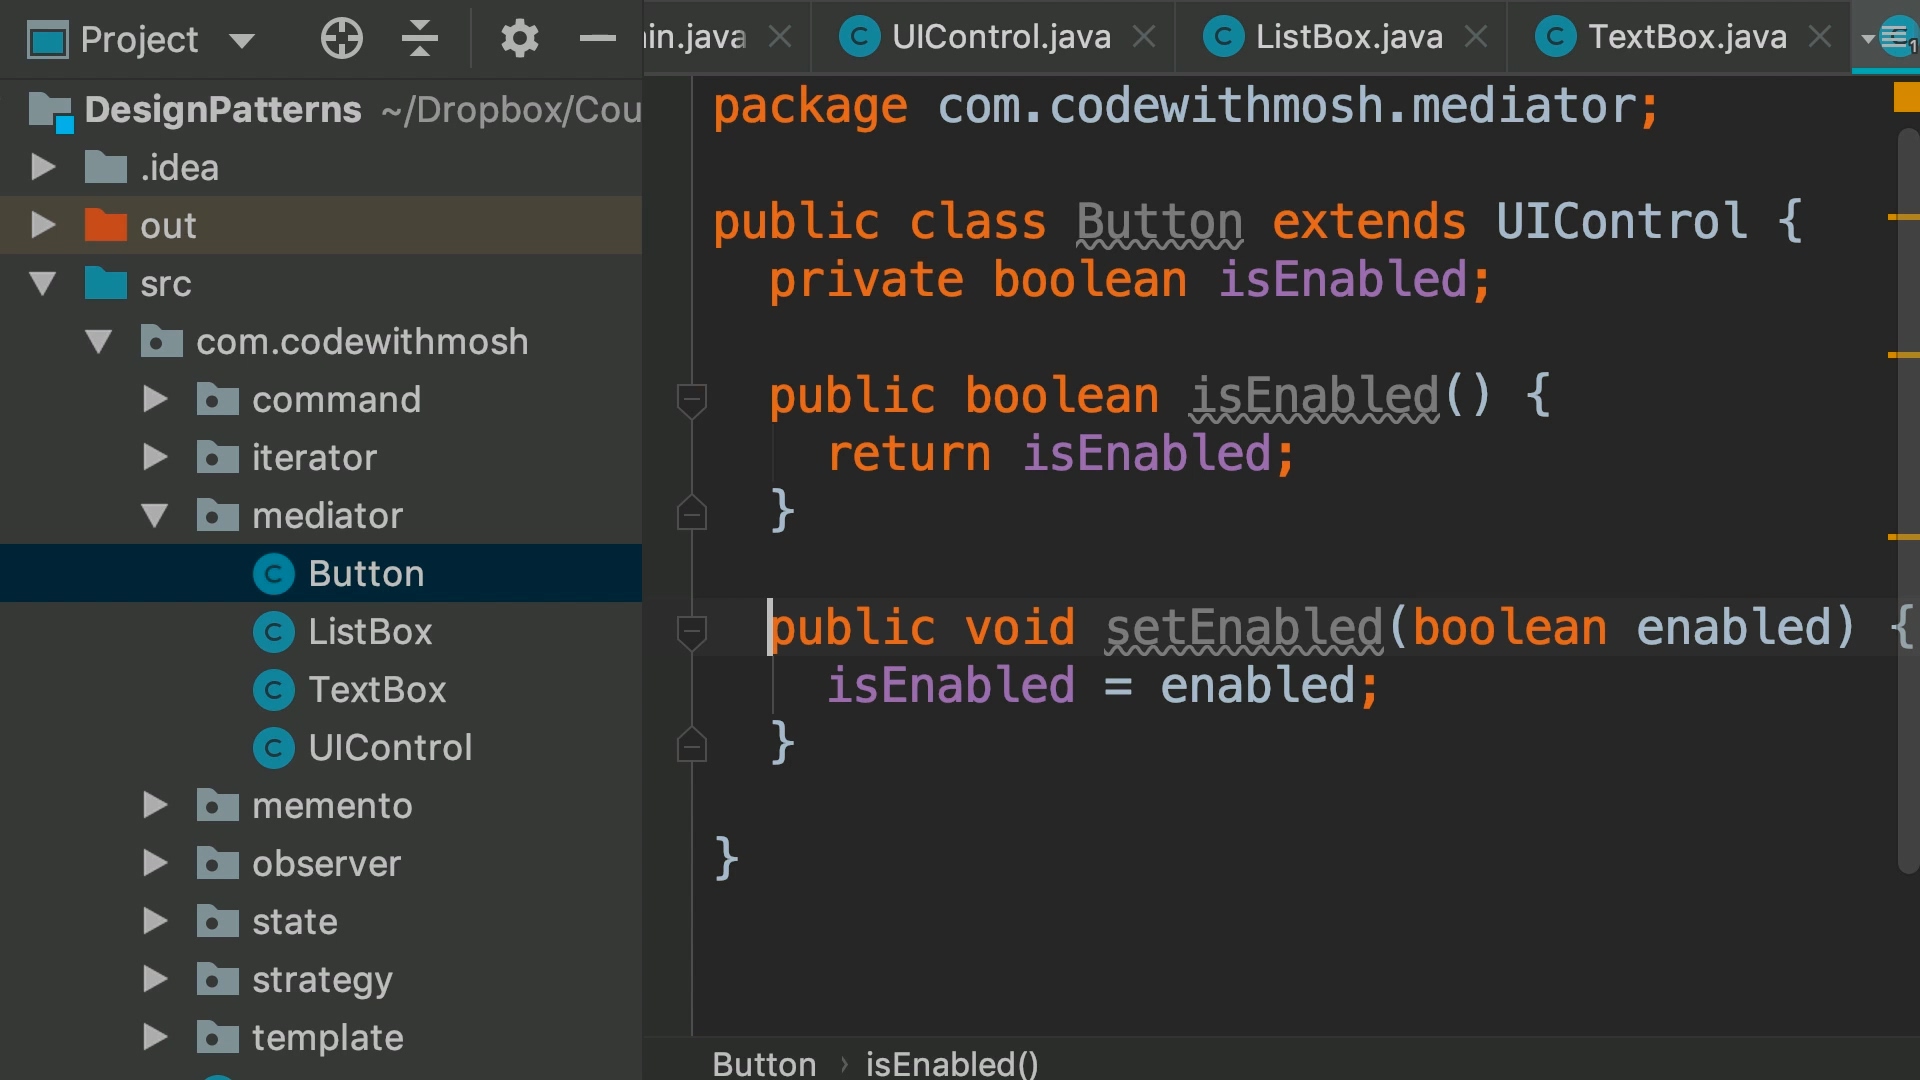 Project
in.java
UIControl.java
ListBox.java
TextBox.java
1
DesignPatterns ~/Dropbox/Cou
.idea
out
src
com.codewithmosh
command
iterator
mediator
Button
ListBox
TextBox
UIControl
memento
observer
state
strategy
template
package com.codewithmosh.mediator;
public class Button extends UIControl {
private boolean isEnabled;
public boolean isEnabled() {
return isEnabled;
}
public void setEnabled(boolean enabled) {
isEnabled = enabled;
}
}
Button › isEnabled()